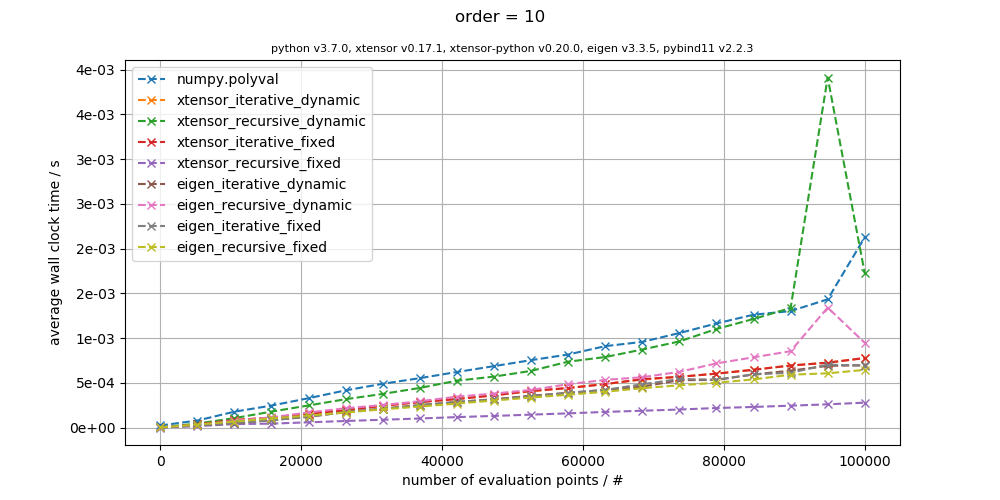 order = 10
python v3.7.0, xtensor v0.17.1, xtensor-python v0.20.0, eigen v3.3.5, pybind11 v2.2.3
numpy.polyval
xtensor_iterative_dynamic
xtensor_recursive_dynamic
xtensor_iterative_fixed
xtensor_recursive_fixed
eigen_iterative_dynamic
eigen_recursive_dynamic
eigen_iterative_fixed
eigen_recursive_fixed
average wall clock time / s
4e-03
4e-03
3e-03
3e-03
2e-03
2e-03
1e-03
5e-04
0e+00
0
20000
40000
60000
80000
100000
number of evaluation points / #